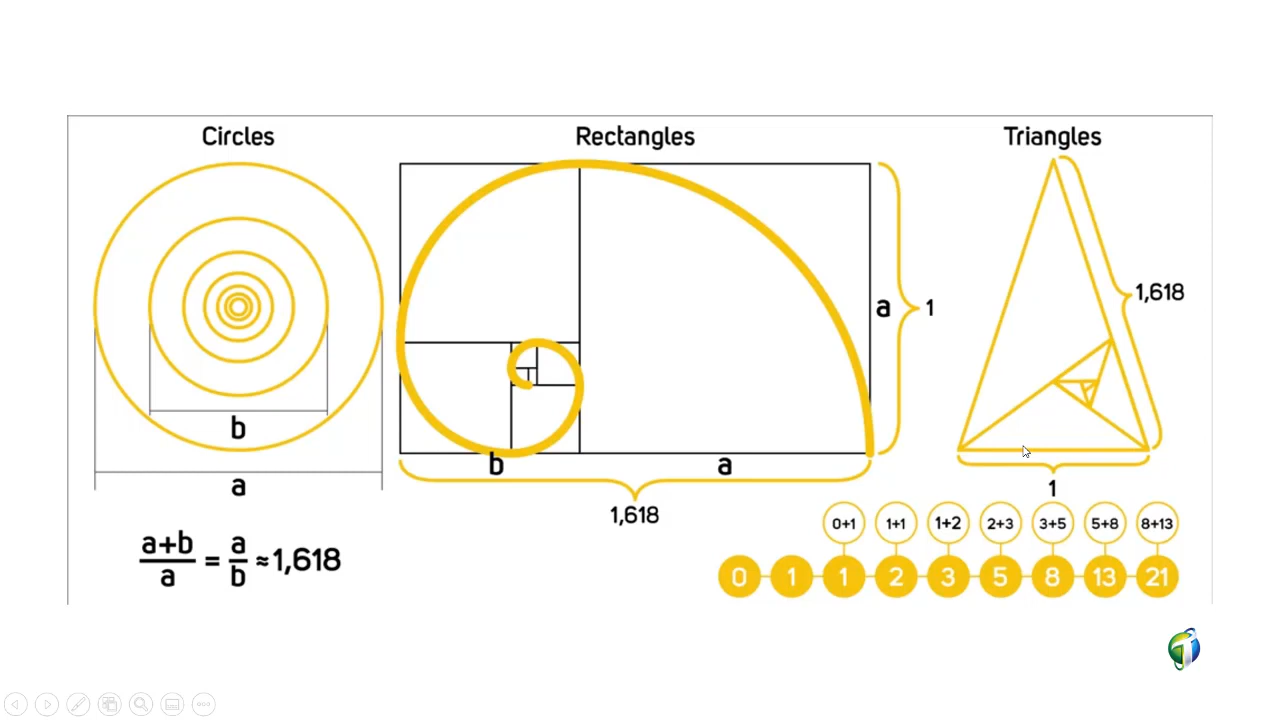 Circles
b
a
a+b
a
=
a
b
≈1,618
Rectangles
a
1
b
a
1,618
Triangles
1,618
1
0+1 1+1 1+2 2+3 3+5 5+8 8+13
0 1 1 2 3 5 8 13 21
T